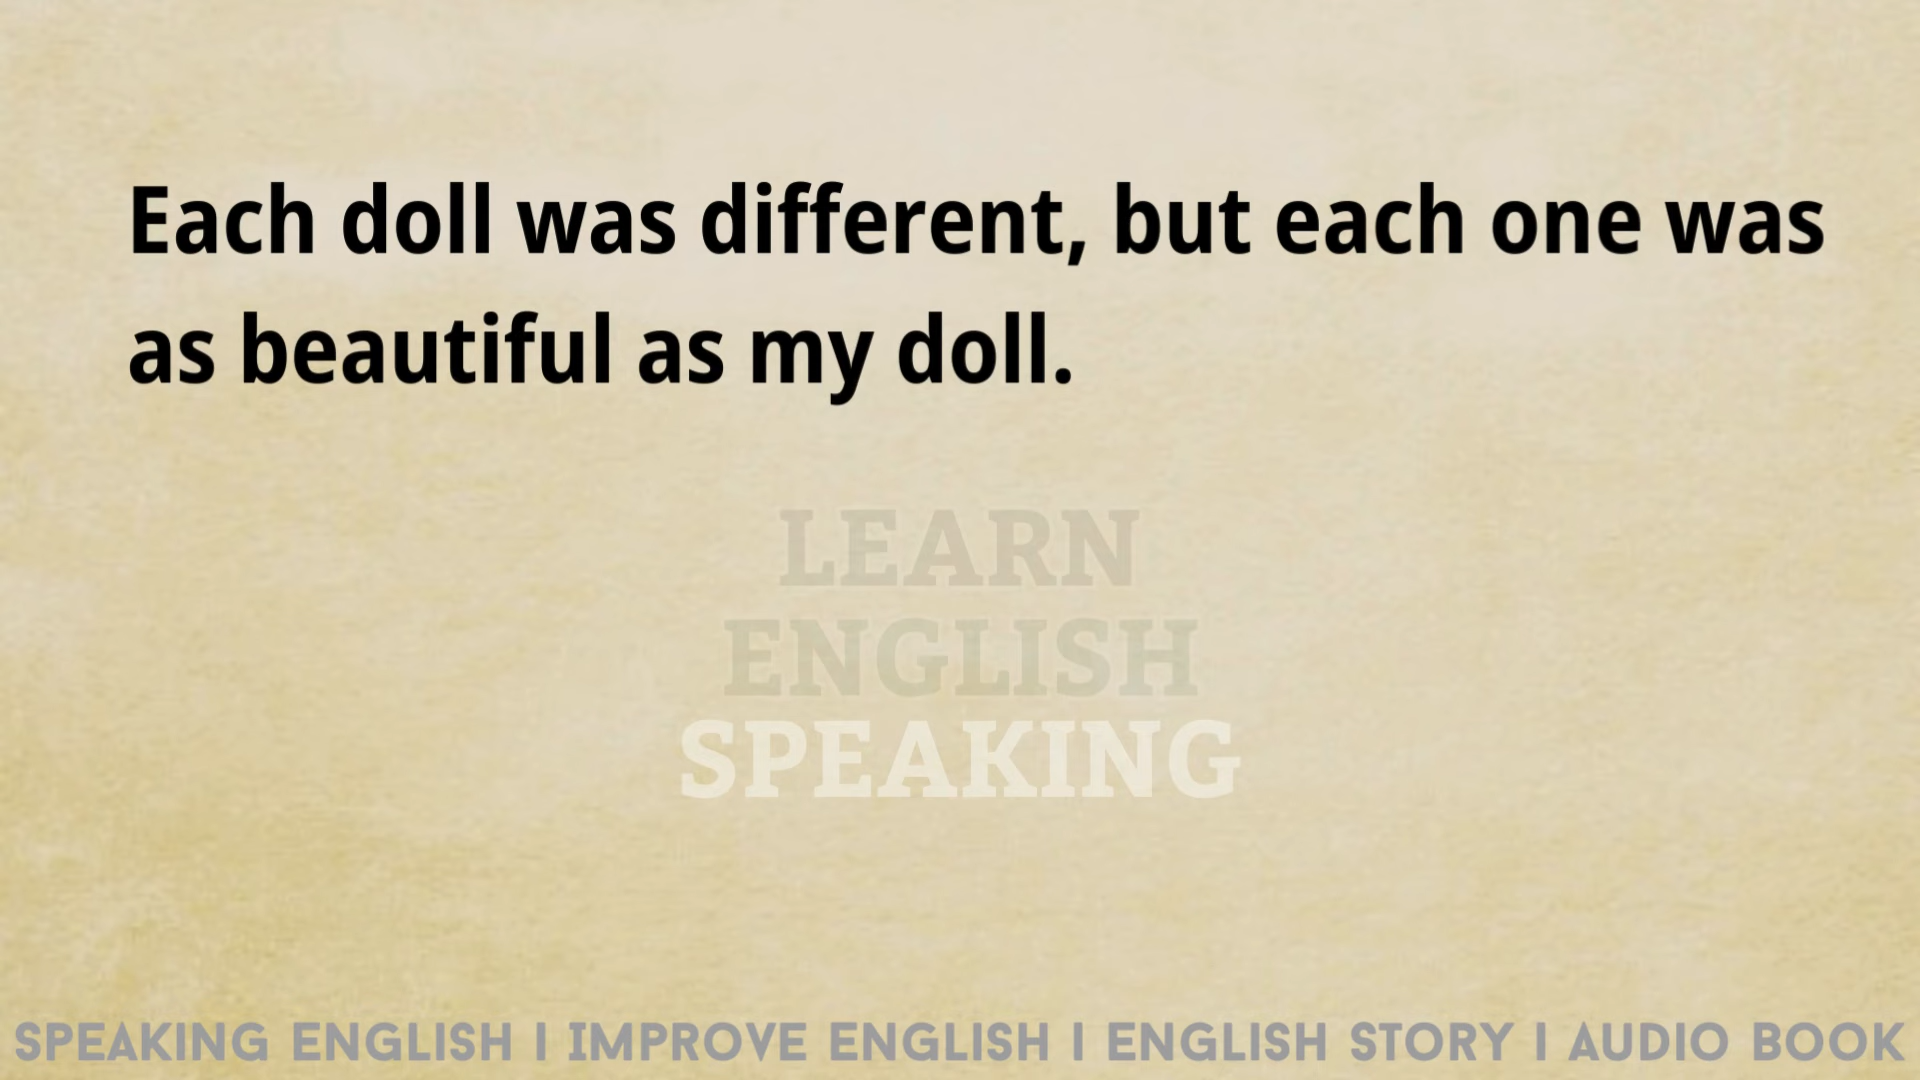 Each doll was different, but each one was
as beautiful as my doll.
LEARN
ENGLISH
SPEAKING
SPEAKING ENGLISH I IMPROVE ENGLISH I ENGLISH STORY I AUDIO BOOK